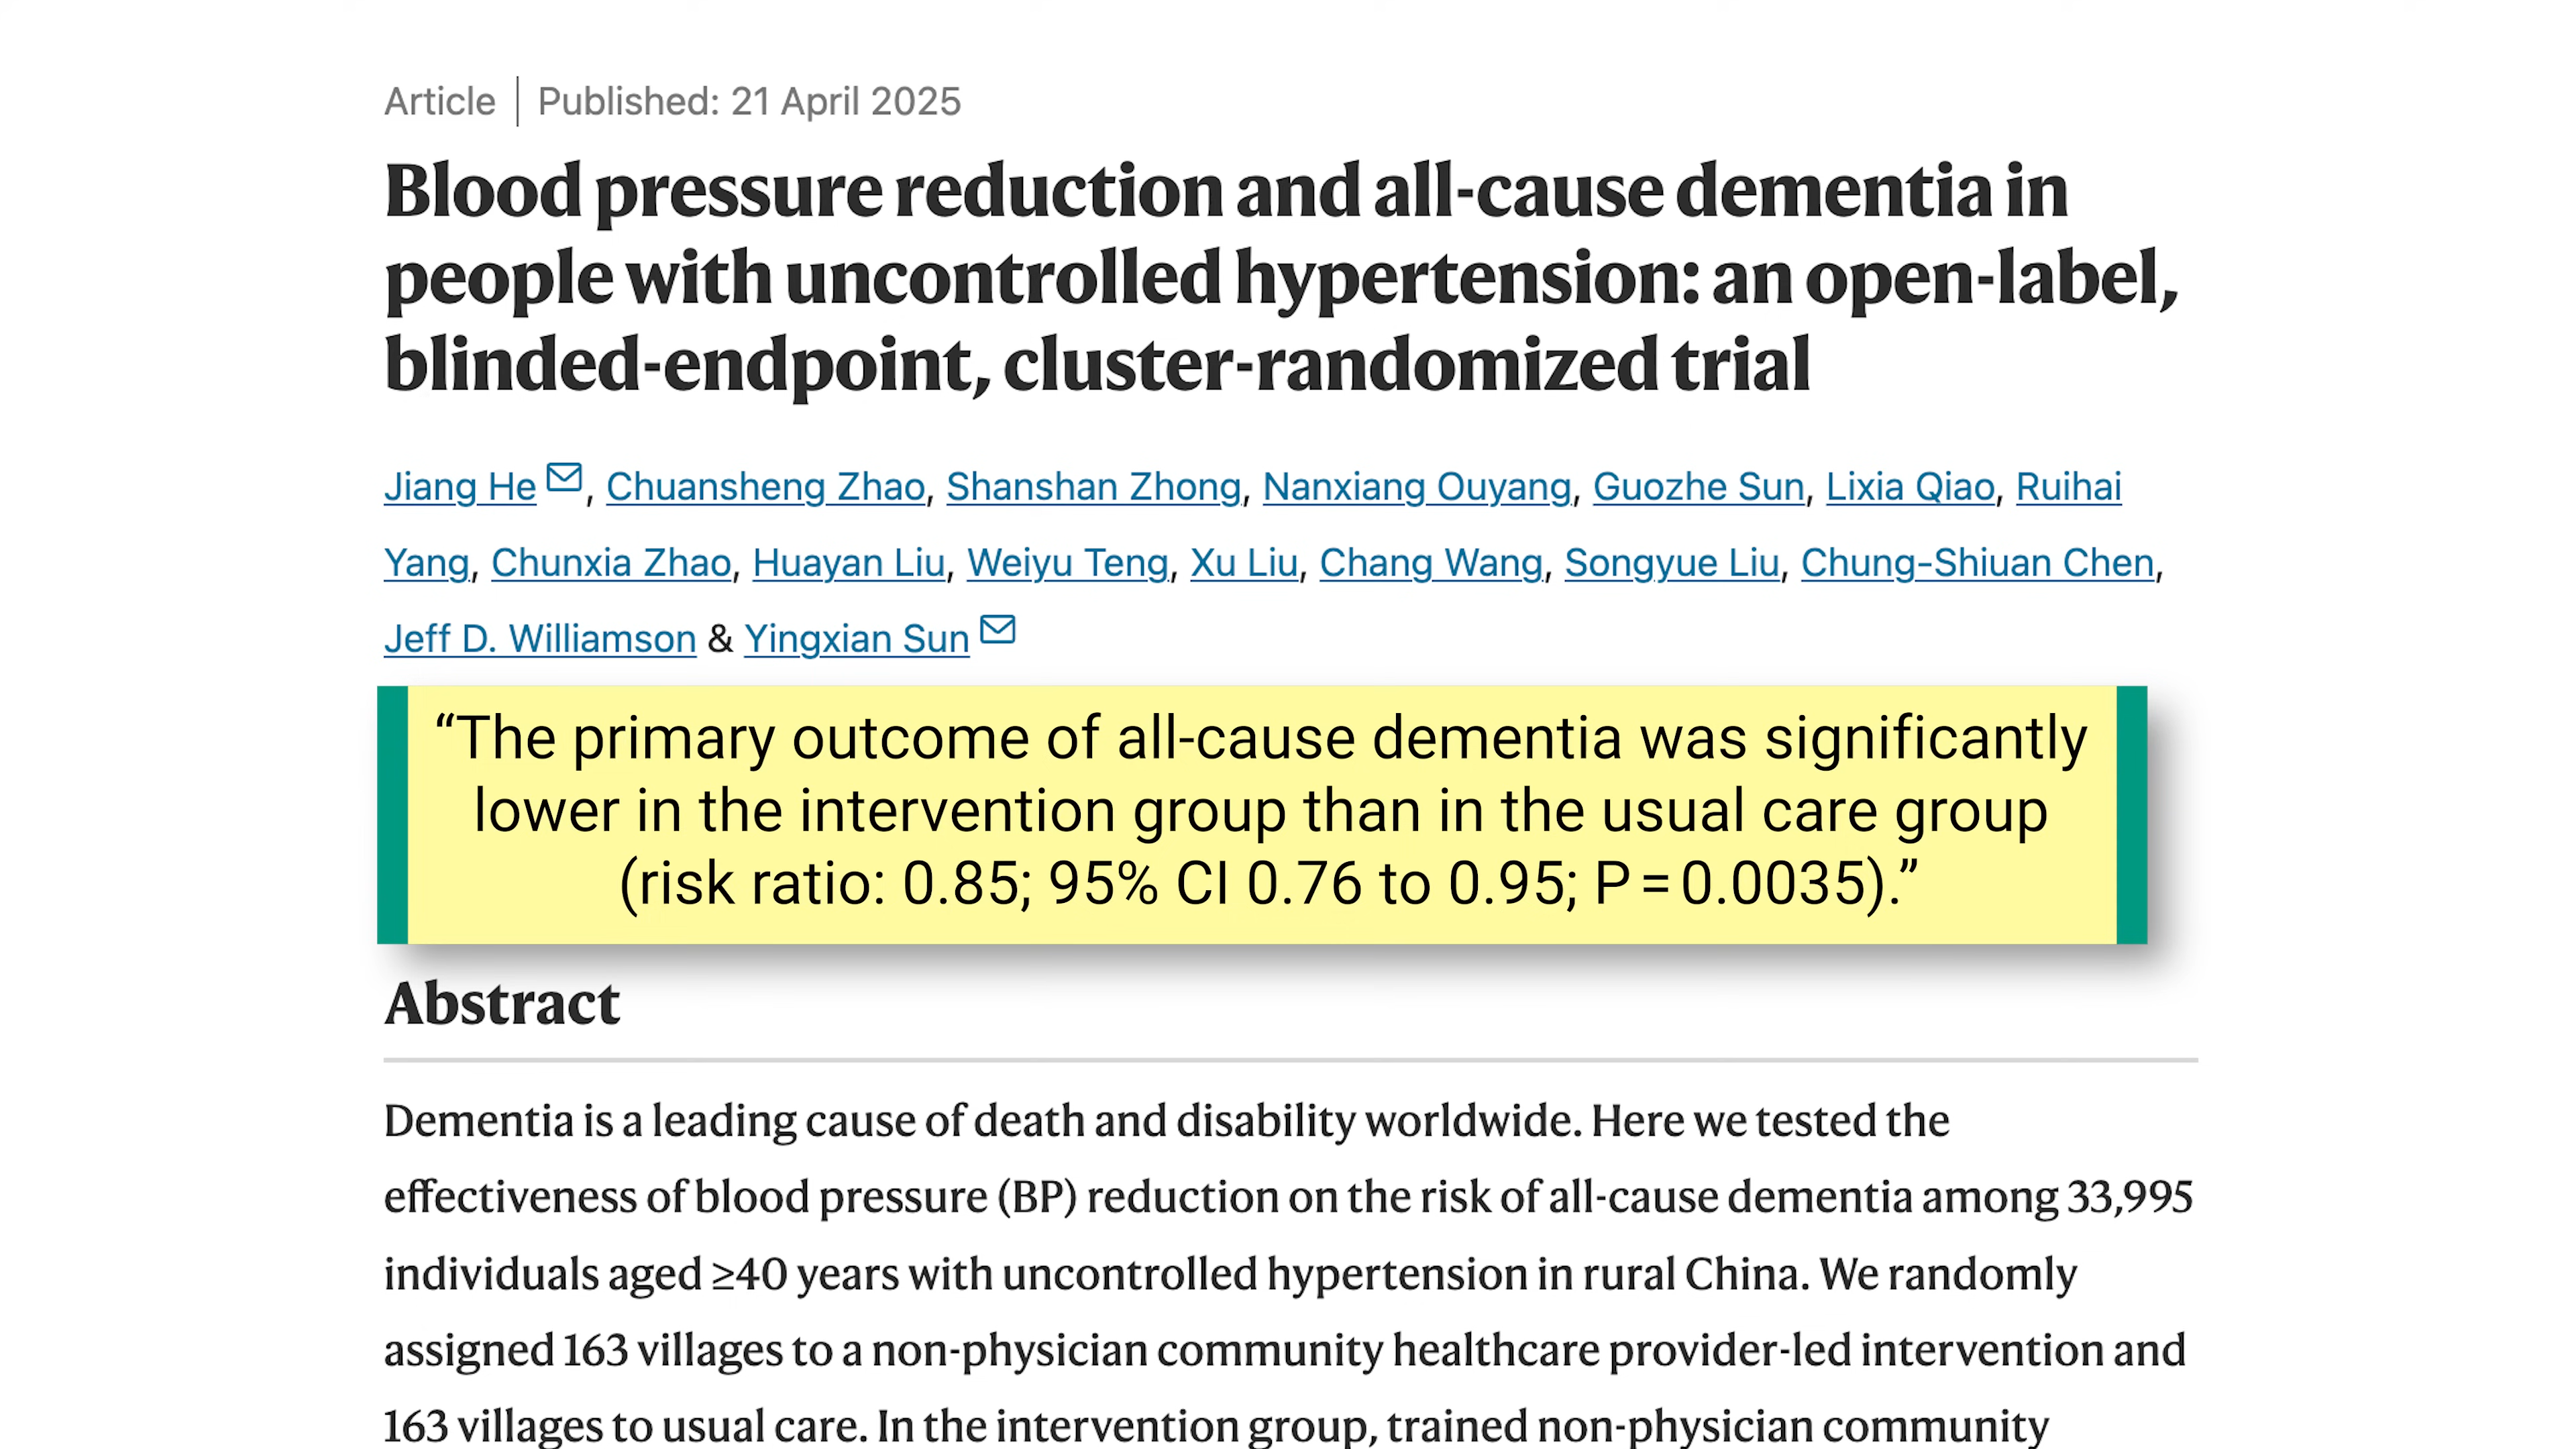 Article | Published: 21 April 2025
Blood pressure reduction and all-cause dementia in
people with uncontrolled hypertension: an open-label,
blinded-endpoint, cluster-randomized trial
Jiang He, Chuansheng Zhao, Shanshan Zhong, Nanxiang Ouyang, Guozhe Sun, Lixia Qiao, Ruihai
Yang, Chunxia Zhao, Huayan Liu, Weiyu Teng, Xu Liu, Chang Wang, Songyue Liu, Chung-Shiuan Chen,
Jeff D. Williamson & Yingxian Sun
“The primary outcome of all-cause dementia was significantly
lower in the intervention group than in the usual care group
(risk ratio: 0.85; 95% CI 0.76 to 0.95; P = 0.0035).”
Abstract
Dementia is a leading cause of death and disability worldwide. Here we tested the
effectiveness of blood pressure (BP) reduction on the risk of all-cause dementia among 33,995
individuals aged ≥40 years with uncontrolled hypertension in rural China. We randomly
assigned 163 villages to a non-physician community healthcare provider-led intervention and
163 villages to usual care. In the intervention group, trained non-physician community